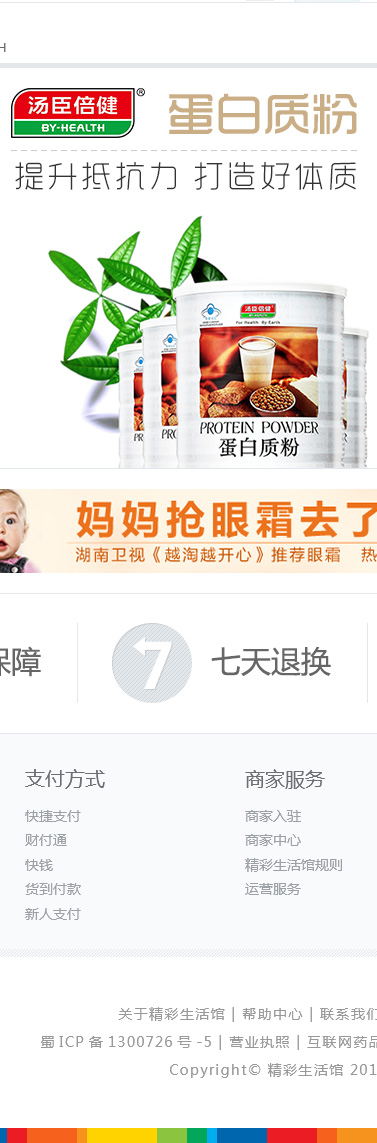 H
汤臣倍健®
BY-HEALTH
蛋白质粉
提升抵抗力 打造好体质
汤臣倍健
For Health By Earth
PROTEIN POWDER
蛋白质粉
妈妈抢眼霜去了
湖南卫视《越淘越开心》推荐眼霜 热
保障
7
七天退换
支付方式
快捷支付
财付通
快钱
货到付款
新人支付
商家服务
商家入驻
商家中心
精彩生活馆规则
运营服务
关于精彩生活馆 | 帮助中心 | 联系我们
蜀 ICP 备 1300726 号 -5 | 营业执照 | 互联网药品
Copyright© 精彩生活馆 201